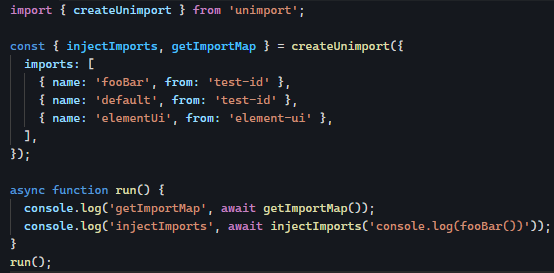 import { createUnimport } from 'unimport';
const { injectImports, getImportMap } = createUnimport({
imports: [
{ name: 'fooBar', from: 'test-id' },
{ name: 'default', from: 'test-id' },
{ name: 'elementUi', from: 'element-ui' },
],
});
async function run() {
console.log('getImportMap', await getImportMap());
console.log('injectImports', await injectImports('console.log(fooBar())'));
}
run();